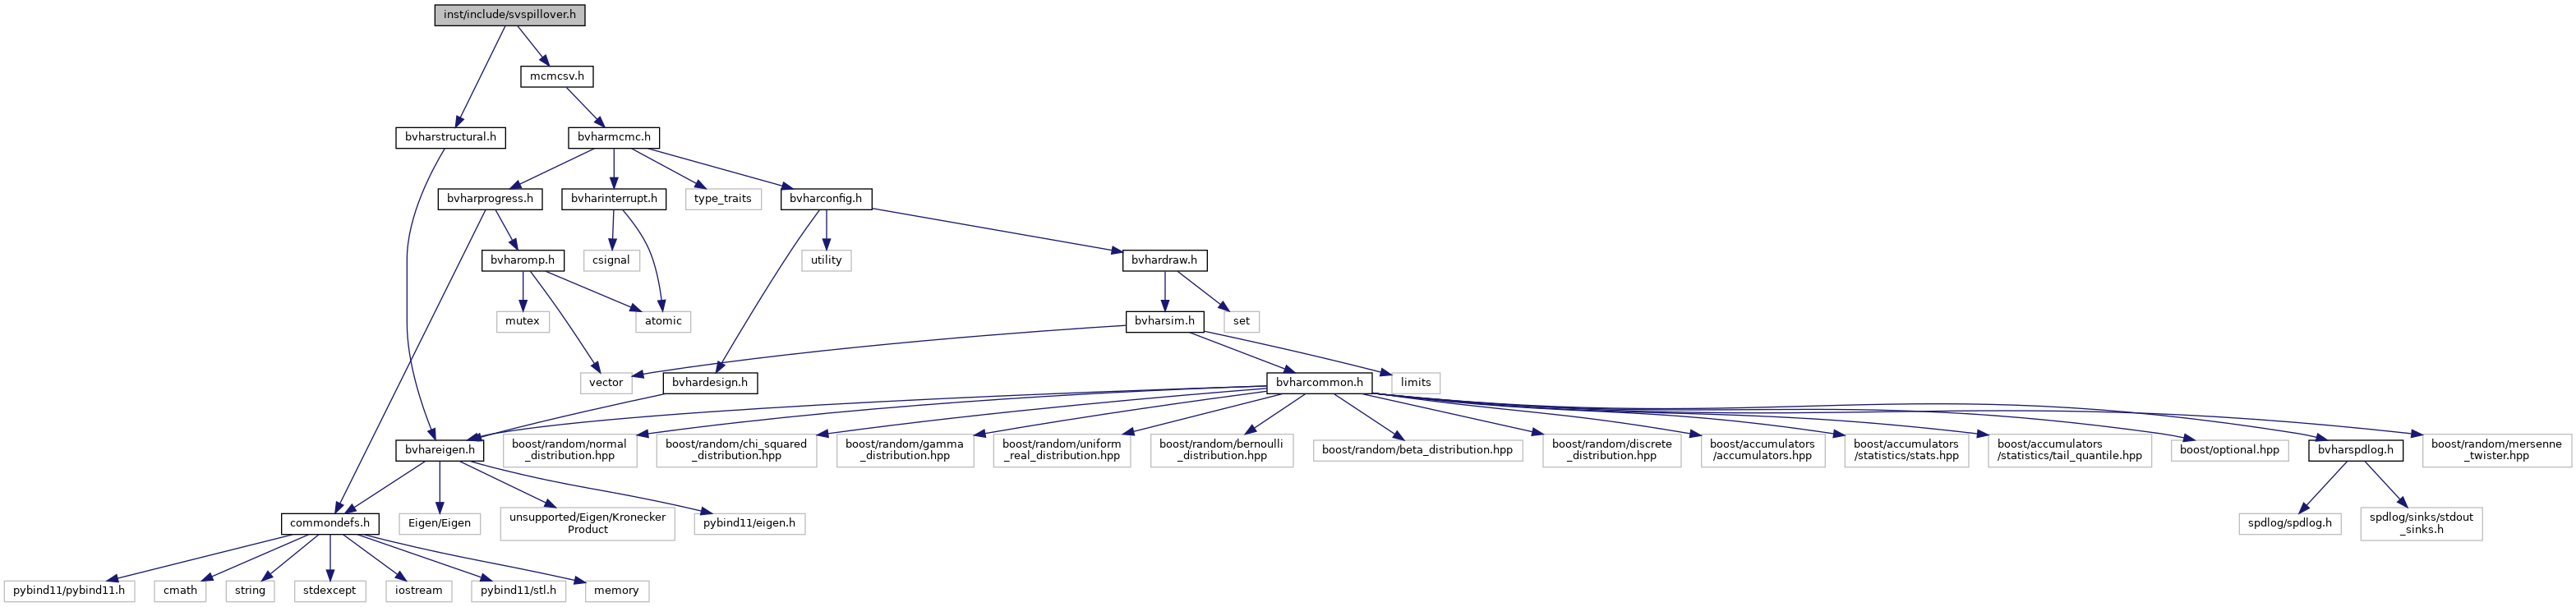 inst/include/svspillover.h
mcmcsv.h
bvharstructural.h
bvharmcmc.h
bvharprogress.h
bvharinterrupt.h
type_traits
bvharconfig.h
bvharomp.h
csignal
utility
bvhardraw.h
mutex
atomic
bvharsim.h
set
vector
bvhardesign.h
bvharcommon.h
limits
bvhareigen.h
boost/random/normal
_distribution.hpp
boost/random/chi_squared
_distribution.hpp
boost/random/gamma
_distribution.hpp
boost/random/uniform
_real_distribution.hpp
boost/random/bernoulli
_distribution.hpp
boost/random/beta_distribution.hpp
boost/random/discrete
_distribution.hpp
boost/accumulators
/accumulators.hpp
boost/accumulators
/statistics/stats.hpp
boost/accumulators
/statistics/tail_quantile.hpp
boost/optional.hpp
bvharspdlog.h
boost/random/mersenne
_twister.hpp
commondefs.h
Eigen/Eigen
unsupported/Eigen/Kronecker
Product
pybind11/eigen.h
spdlog/spdlog.h
spdlog/sinks/stdout
_sinks.h
pybind11/pybind11.h
cmath
string
stdexcept
iostream
pybind11/stl.h
memory